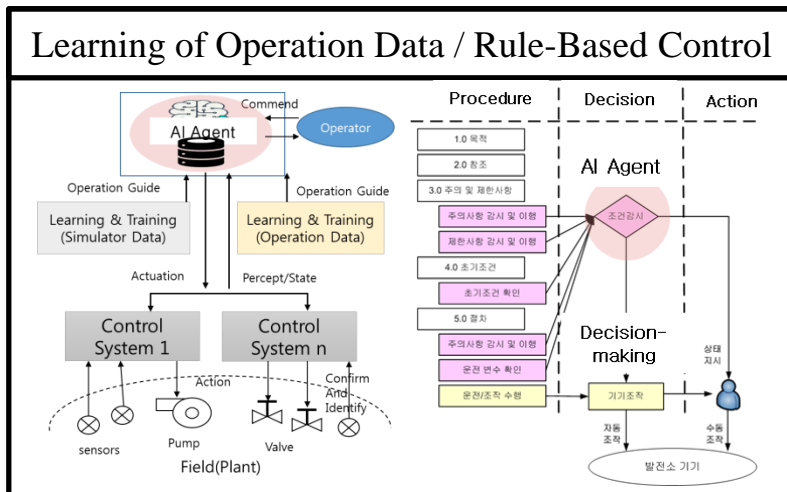 Learning of Operation Data / Rule-Based Control
Commend
AI Agent
Operator
Operation Guide
Operation Guide
Learning & Training
(Simulator Data)
Learning & Training
(Operation Data)
Actuation
Percept/State
Control
System 1
Control
System n
Action
Confirm
And
Identify
sensors
Pump
Valve
Field(Plant)
Procedure
Decision
Action
1.0 목적
2.0 참조
3.0 주의 및 제한사항
주의사항 감시 및 이행
제한사항 감시 및 이행
4.0 초기조건
초기조건 확인
5.0 절차
주의사항 감시 및 이행
운전 변수 확인
운전/조작 수행
AI Agent
조건감시
Decision-
making
기기조작
상태
지시
자동
조작
수동
조작
발전소 기기